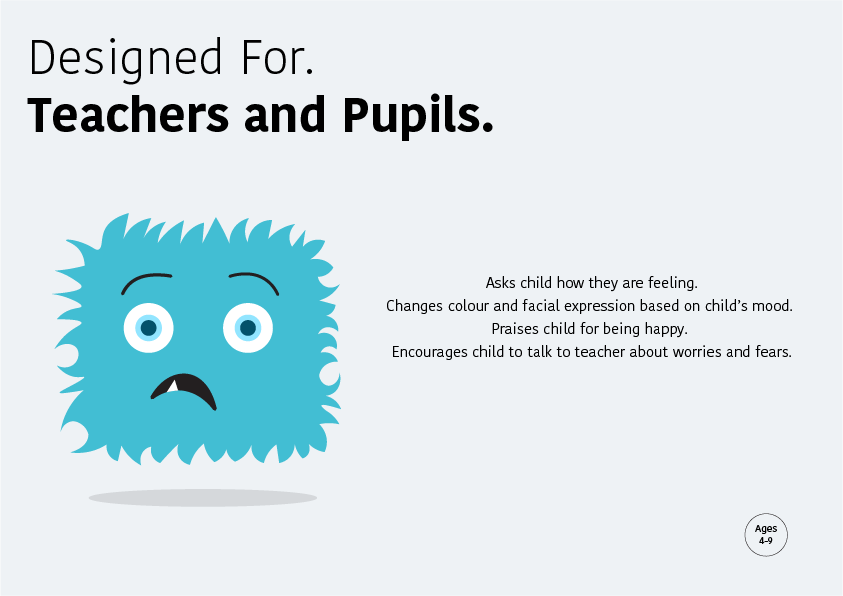 Designed For.
Teachers and Pupils.
Asks child how they are feeling.
Changes colour and facial expression based on child’s mood.
Praises child for being happy.
Encourages child to talk to teacher about worries and fears.
Ages
4-9